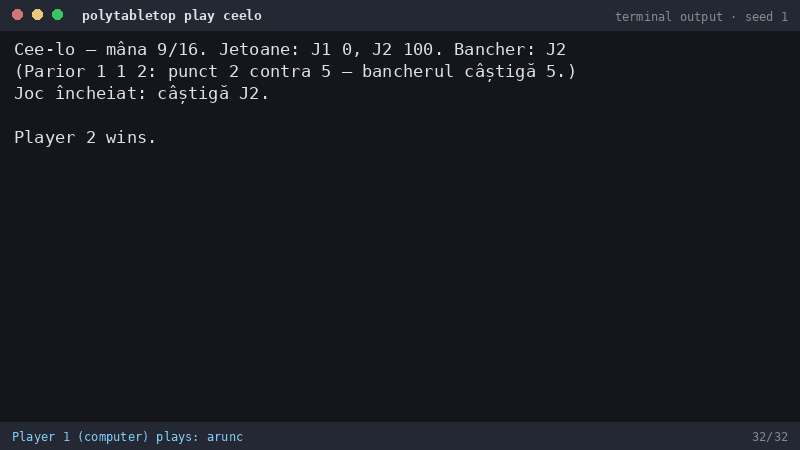 polytabletop play ceelo
terminal output · seed 1
Cee-lo — mâna 9/16. Jetoane: J1 0, J2 100. Bancher: J2
(Parior 1 1 2: punct 2 contra 5 — bancherul câștigă 5.)
Joc încheiat: câștigă J2.
Player 2 wins.
Player 1 (computer) plays: arunc
32/32